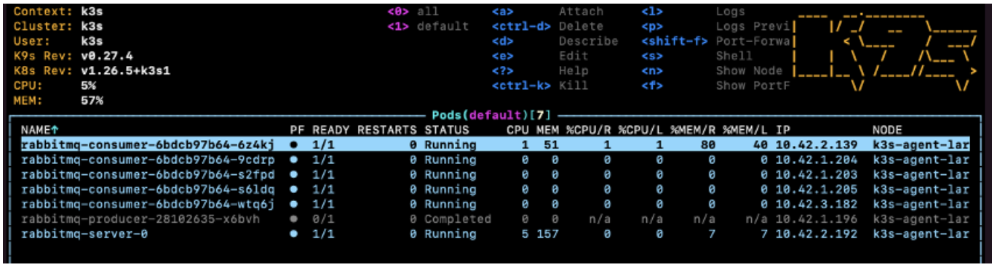 Context: k3s <0> all <a> Attach <l> Logs
Cluster: k3s <1> default <ctrl-d> Delete <p> Logs Previ
User: k3s <d> Describe <shift-f> Port-Forwa
K9s Rev: v0.27.4 <e> Edit <s> Shell
K8s Rev: v1.26.5+k3s1 <?> Help <n> Show Node
CPU: 5% <ctrl-k> Kill <f> Show PortF
MEM: 57%
Pods(default)[7]
NAME↑ PF READY RESTARTS STATUS CPU MEM %CPU/R %CPU/L %MEM/R %MEM/L IP NODE
rabbitmq-consumer-6bdcb97b64-6z4kj ● 1/1 0 Running 1 51 1 1 80 40 10.42.2.139 k3s-agent-lar
rabbitmq-consumer-6bdcb97b64-9cdrp ● 1/1 0 Running 0 0 0 0 0 0 10.42.1.204 k3s-agent-lar
rabbitmq-consumer-6bdcb97b64-s2fpd ● 1/1 0 Running 0 0 0 0 0 0 10.42.1.203 k3s-agent-lar
rabbitmq-consumer-6bdcb97b64-s6ldq ● 1/1 0 Running 0 0 0 0 0 0 10.42.1.205 k3s-agent-lar
rabbitmq-consumer-6bdcb97b64-wtq6j ● 1/1 0 Running 0 0 0 0 0 0 10.42.3.182 k3s-agent-lar
rabbitmq-producer-28102635-x6bvh ● 0/1 0 Completed 0 0 n/a n/a n/a n/a 10.42.1.196 k3s-agent-lar
rabbitmq-server-0 ● 1/1 0 Running 5 157 0 0 7 7 10.42.2.192 k3s-agent-lar